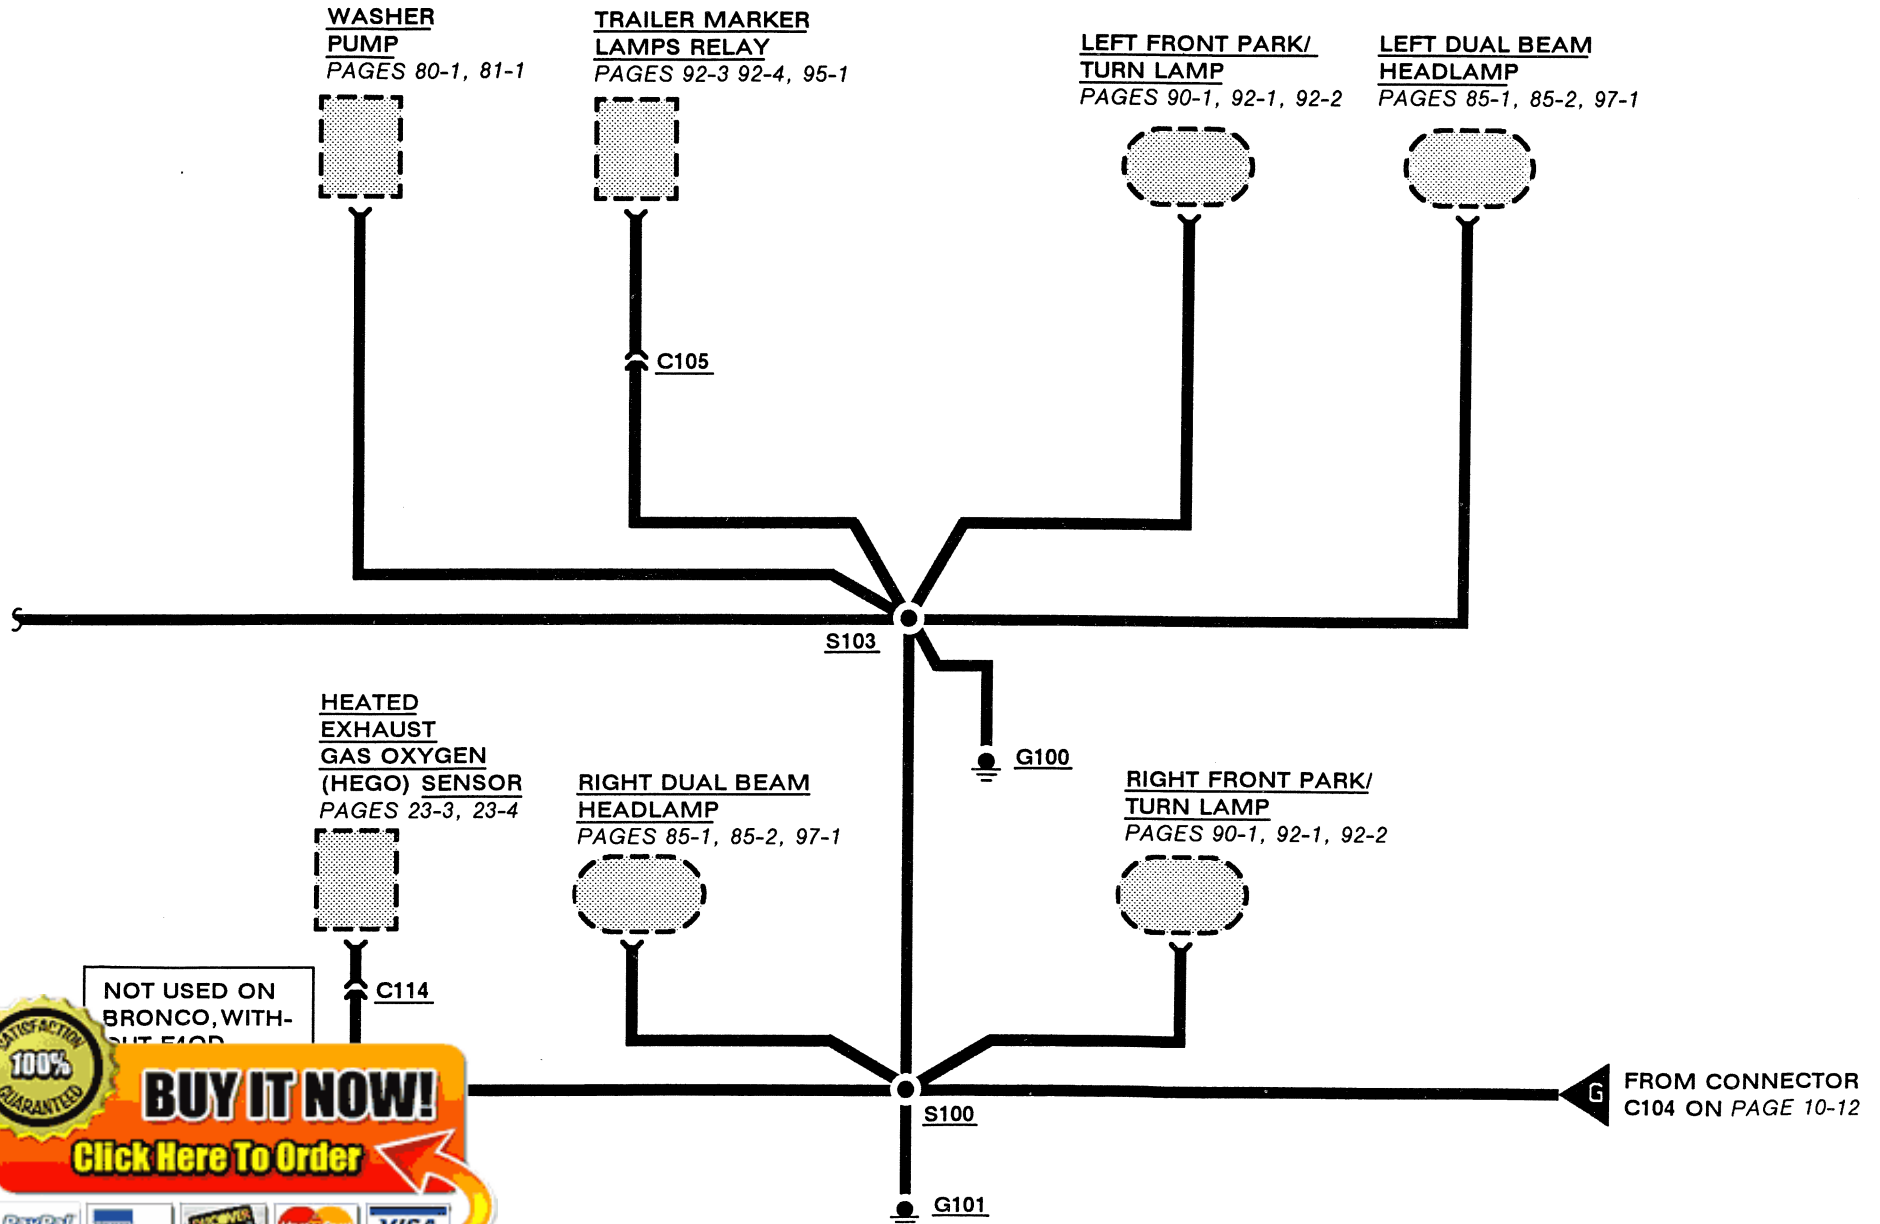 WASHER
PUMP
PAGES 80-1, 81-1
TRAILER MARKER
LAMPS RELAY
PAGES 92-3 92-4, 95-1
LEFT FRONT PARK/
TURN LAMP
PAGES 90-1, 92-1, 92-2
LEFT DUAL BEAM
HEADLAMP
PAGES 85-1, 85-2, 97-1
C105
S103
G100
HEATED
EXHAUST
GAS OXYGEN
(HEGO) SENSOR
PAGES 23-3, 23-4
RIGHT DUAL BEAM
HEADLAMP
PAGES 85-1, 85-2, 97-1
RIGHT FRONT PARK/
TURN LAMP
PAGES 90-1, 92-1, 92-2
C114
NOT USED ON
BRONCO, WITH-
OUT E4OD
SATISFACTION
100%
GUARANTEED
BUY IT NOW!
Click Here To Order
S100
G
FROM CONNECTOR
C104 ON PAGE 10-12
G101
PayPal
DISCOVER
VISA